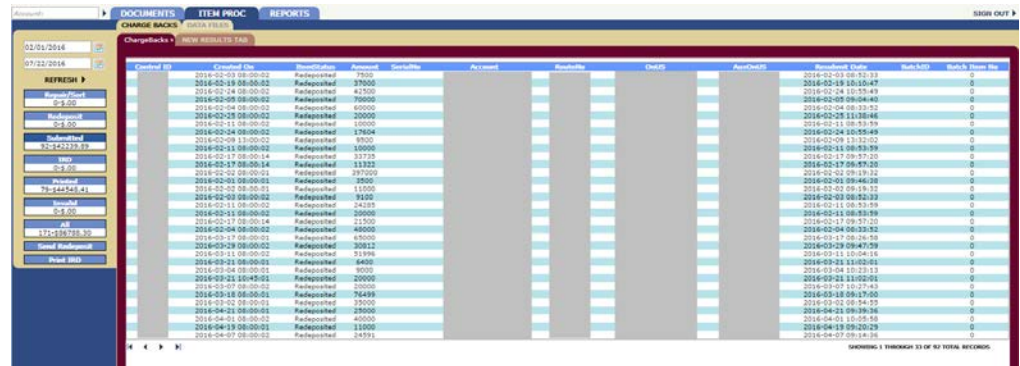 Amount:
DOCUMENTS ITEM PROC REPORTS SIGN OUT
CHARGE BACKS DATA FILES
ChargeBacks NEW RESULTS TAB
02/01/2016
07/22/2016
REFRESH
Repair/Sort
0-$.00
Redeposit
0-$.00
Submitted
92-$42239.89
IRD
0-$.00
Printed
79-$44548.41
Invalid
0-$.00
All
171-$86788.30
Send Redeposit
Print IRD
Control ID Created On ItemStatus Amount SerialNo Account RouteNo OnUS AuxOnUS Resubmit Date BatchID Batch Item No
2016-02-03 08:00:02 Redeposited 7500 2016-02-03 08:52:33 0
2016-02-19 08:00:02 Redeposited 37000 2016-02-19 10:10:47 0
2016-02-24 08:00:02 Redeposited 42500 2016-02-24 10:55:49 0
2016-02-05 08:00:02 Redeposited 70000 2016-02-05 09:04:40 0
2016-02-04 08:00:02 Redeposited 60000 2016-02-04 08:33:52 0
2016-02-25 08:00:02 Redeposited 20000 2016-02-25 11:38:46 0
2016-02-11 08:00:02 Redeposited 10000 2016-02-11 08:53:59 0
2016-02-24 08:00:02 Redeposited 17604 2016-02-24 10:55:49 0
2016-02-09 13:00:02 Redeposited 9500 2016-02-09 13:32:02 0
2016-02-11 08:00:02 Redeposited 10000 2016-02-11 08:53:59 0
2016-02-17 08:00:14 Redeposited 33735 2016-02-17 09:57:20 0
2016-02-17 08:00:14 Redeposited 11322 2016-02-17 09:57:20 0
2016-02-02 08:00:01 Redeposited 297000 2016-02-02 09:19:32 0
2016-02-01 08:00:01 Redeposited 3500 2016-02-01 09:46:38 0
2016-02-02 08:00:01 Redeposited 11000 2016-02-02 09:19:32 0
2016-02-03 08:00:02 Redeposited 9100 2016-02-03 08:52:33 0
2016-02-11 08:00:02 Redeposited 24285 2016-02-11 08:53:59 0
2016-02-11 08:00:02 Redeposited 20000 2016-02-11 08:53:59 0
2016-02-17 08:00:14 Redeposited 21500 2016-02-17 09:57:20 0
2016-02-04 08:00:02 Redeposited 48000 2016-02-04 08:33:52 0
2016-03-17 08:00:01 Redeposited 65000 2016-03-17 08:26:58 0
2016-03-29 08:00:02 Redeposited 30812 2016-03-29 09:47:59 0
2016-03-11 08:00:02 Redeposited 51996 2016-03-11 10:04:16 0
2016-03-21 08:00:01 Redeposited 6400 2016-03-21 11:02:01 0
2016-03-04 08:00:01 Redeposited 9000 2016-03-04 10:23:13 0
2016-03-21 10:45:01 Redeposited 20000 2016-03-21 11:02:01 0
2016-03-07 08:00:02 Redeposited 20000 2016-03-07 10:27:43 0
2016-03-18 08:00:01 Redeposited 76499 2016-03-18 09:17:00 0
2016-03-02 08:00:01 Redeposited 35000 2016-03-02 08:54:55 0
2016-04-21 08:00:01 Redeposited 25000 2016-04-21 09:39:36 0
2016-04-01 08:00:02 Redeposited 40000 2016-04-01 10:05:58 0
2016-04-19 08:00:01 Redeposited 11000 2016-04-19 09:20:29 0
2016-04-07 08:00:02 Redeposited 24591 2016-04-07 09:14:36 0
SHOWING 1 THROUGH 33 OF 92 TOTAL RECORDS